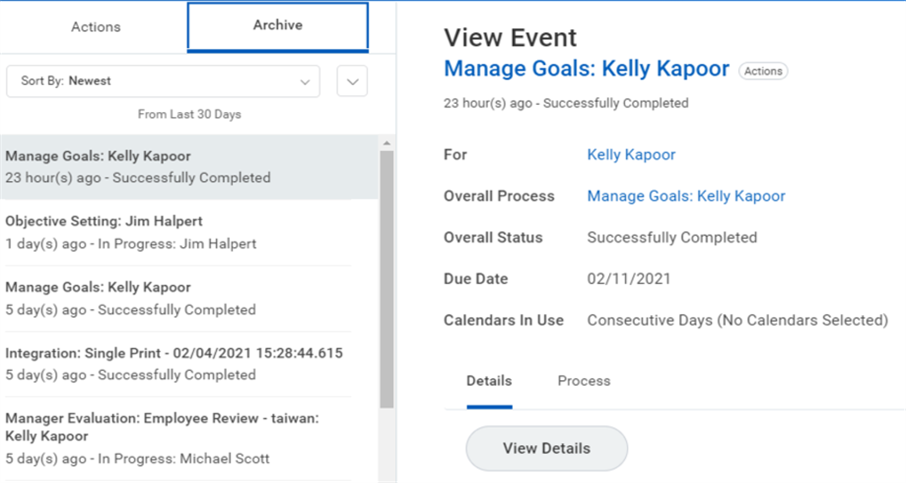 Actions
Archive
Sort By: Newest
From Last 30 Days
Manage Goals: Kelly Kapoor
23 hour(s) ago - Successfully Completed
Objective Setting: Jim Halpert
1 day(s) ago - In Progress: Jim Halpert
Manage Goals: Kelly Kapoor
5 day(s) ago - Successfully Completed
Integration: Single Print - 02/04/2021 15:28:44.615
5 day(s) ago - Successfully Completed
Manager Evaluation: Employee Review - taiwan:
Kelly Kapoor
5 day(s) ago - In Progress: Michael Scott
View Event
Manage Goals: Kelly Kapoor Actions
23 hour(s) ago - Successfully Completed
For Kelly Kapoor
Overall Process Manage Goals: Kelly Kapoor
Overall Status Successfully Completed
Due Date 02/11/2021
Calendars In Use Consecutive Days (No Calendars Selected)
Details Process
View Details